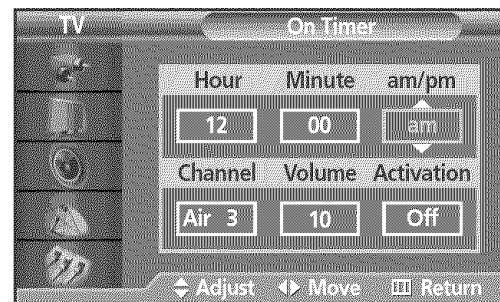 TV On Timer
Hour Minute am/pm
12 00 am
Channel Volume Activation
Air 3 10 Off
Adjust Move Return